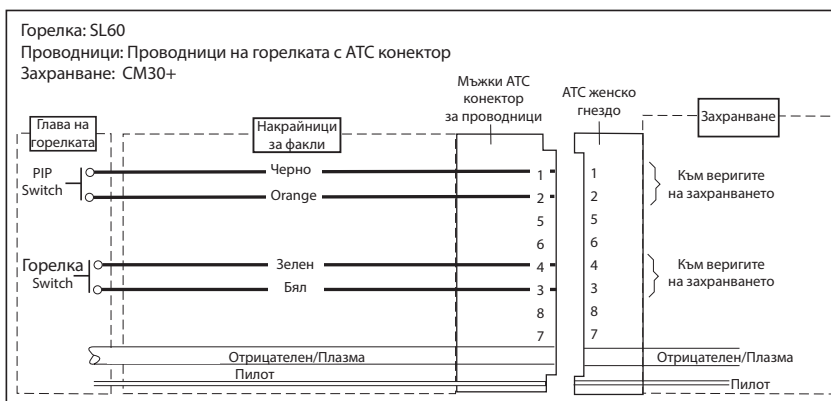 Горелка: SL60
Проводници: Проводници на горелката с АТС конектор
Захранване: CM30+
Мъжки АТС
конектор
за проводници
АТС женско
гнездо
Захранване
Глава на
горелката
Накрайници
за факли
PIP
Switch
Черно
1
1
Към веригите
на захранването
Orange
2
2
5
5
6
6
Горелка
Switch
Зелен
4
4
Към веригите
на захранването
Бял
3
3
8
8
7
7
Отрицателен/Плазма
Отрицателен/Плазма
Пилот
Пилот